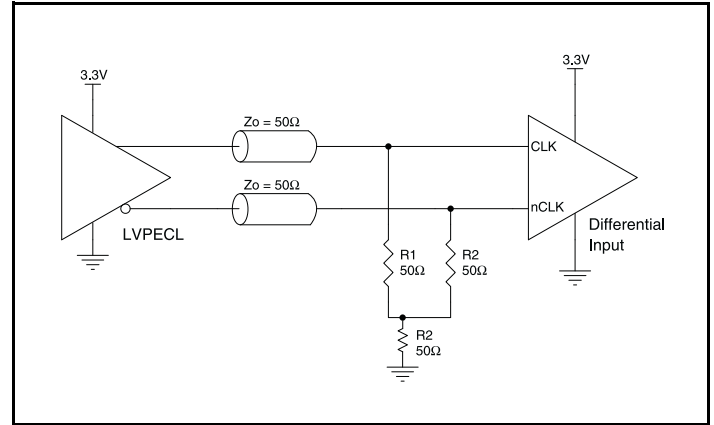 3.3V
3.3V
Zo = 50Ω
CLK
Zo = 50Ω
nCLK
LVPECL
Differential
Input
R1
50Ω
R2
50Ω
R2
50Ω